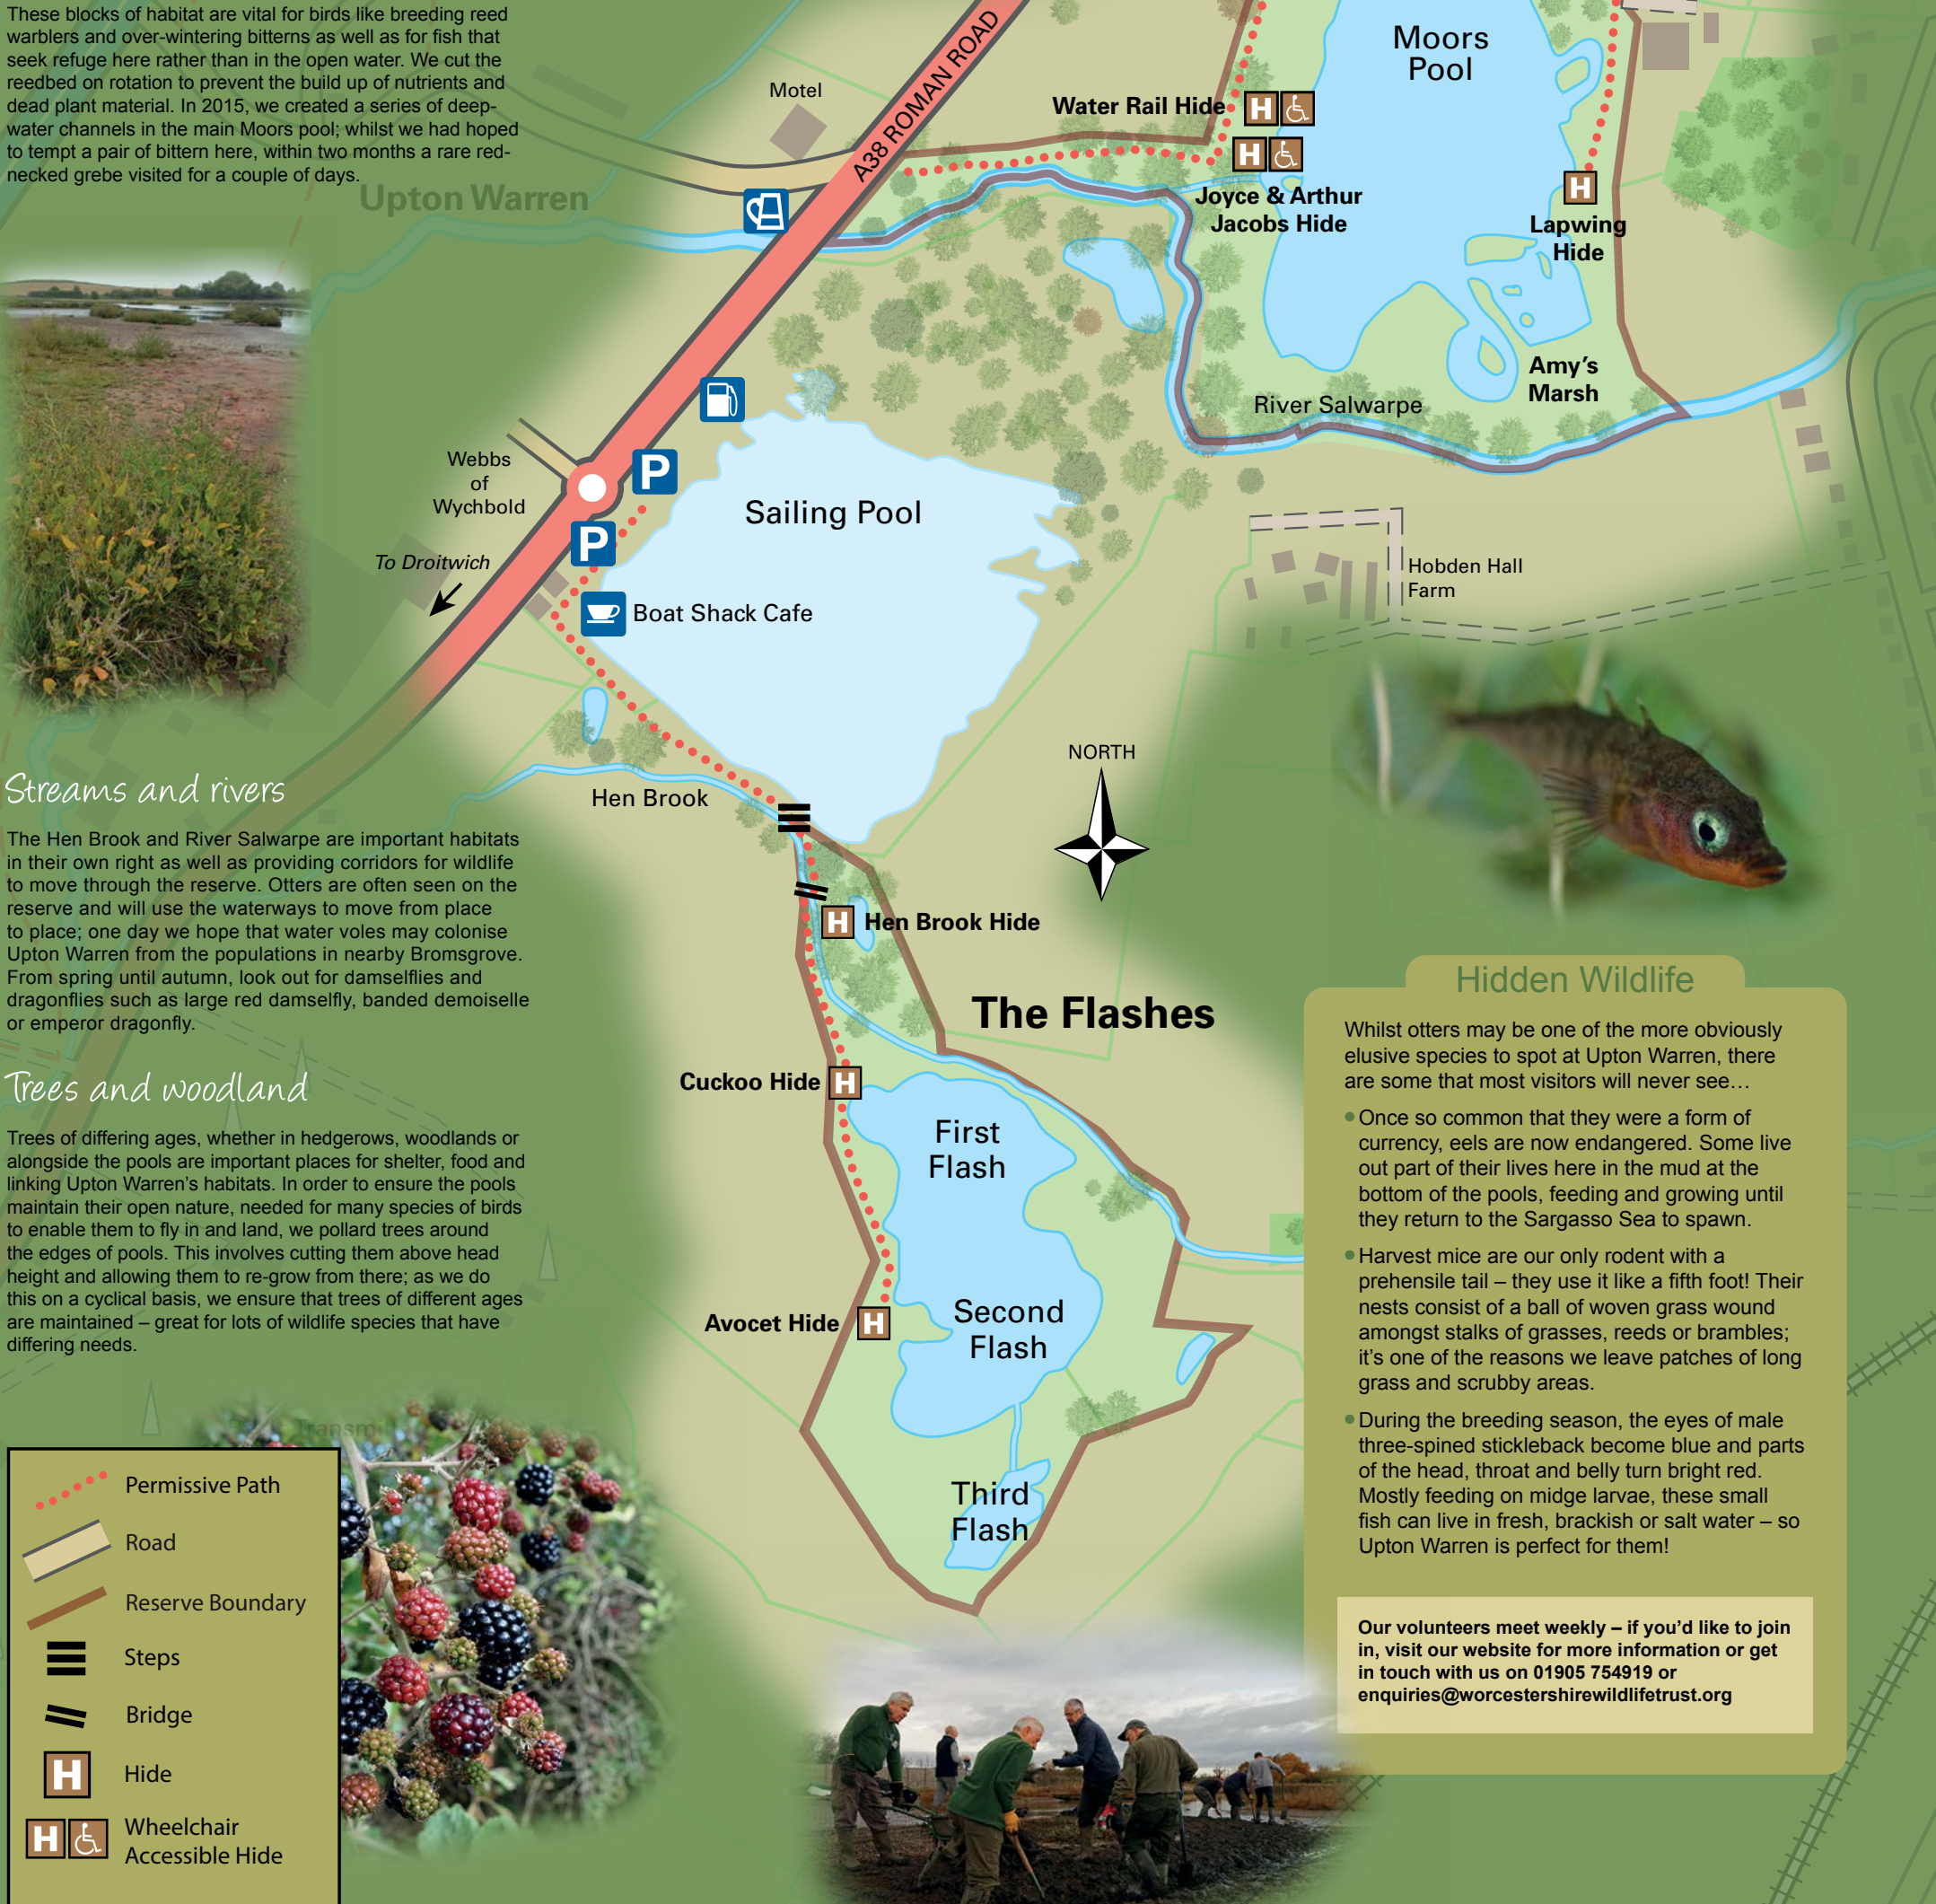 These blocks of habitat are vital for birds like breeding reed
warblers and over-wintering bitterns as well as for fish that
seek refuge here rather than in the open water. We cut the
reedbed on rotation to prevent the build up of nutrients and
dead plant material. In 2015, we created a series of deep-
water channels in the main Moors pool; whilst we had hoped
to tempt a pair of bittern here, within two months a rare red-
necked grebe visited for a couple of days.
Upton Warren
Motel
A38 ROMAN ROAD
Moors
Pool
Water Rail Hide
H
H
Joyce & Arthur
Jacobs Hide
H
Lapwing
Hide
Amy's
Marsh
River Salwarpe
Webbs
of
Wychbold
P
P
Sailing Pool
To Droitwich
Boat Shack Cafe
Hobden Hall
Farm
Hen Brook
NORTH
H
Hen Brook Hide
The Flashes
Cuckoo Hide
H
First
Flash
Avocet Hide
H
Second
Flash
Third
Flash
Streams and rivers
The Hen Brook and River Salwarpe are important habitats
in their own right as well as providing corridors for wildlife
to move through the reserve. Otters are often seen on the
reserve and will use the waterways to move from place
to place; one day we hope that water voles may colonise
Upton Warren from the populations in nearby Bromsgrove.
From spring until autumn, look out for damselflies and
dragonflies such as large red damselfly, banded demoiselle
or emperor dragonfly.
Trees and woodland
Trees of differing ages, whether in hedgerows, woodlands or
alongside the pools are important places for shelter, food and
linking Upton Warren's habitats. In order to ensure the pools
maintain their open nature, needed for many species of birds
to enable them to fly in and land, we pollard trees around
the edges of pools. This involves cutting them above head
height and allowing them to re-grow from there; as we do
this on a cyclical basis, we ensure that trees of different ages
are maintained – great for lots of wildlife species that have
differing needs.
Permissive Path
Road
Reserve Boundary
Steps
Bridge
H
Hide
H
Wheelchair
Accessible Hide
Hidden Wildlife
Whilst otters may be one of the more obviously
elusive species to spot at Upton Warren, there
are some that most visitors will never see…
• Once so common that they were a form of
currency, eels are now endangered. Some live
out part of their lives here in the mud at the
bottom of the pools, feeding and growing until
they return to the Sargasso Sea to spawn.
• Harvest mice are our only rodent with a
prehensile tail – they use it like a fifth foot! Their
nests consist of a ball of woven grass wound
amongst stalks of grasses, reeds or brambles;
it's one of the reasons we leave patches of long
grass and scrubby areas.
• During the breeding season, the eyes of male
three-spined stickleback become blue and parts
of the head, throat and belly turn bright red.
Mostly feeding on midge larvae, these small
fish can live in fresh, brackish or salt water – so
Upton Warren is perfect for them!
Our volunteers meet weekly – if you'd like to join
in, visit our website for more information or get
in touch with us on 01905 754919 or
enquiries@worcestershirewildlifetrust.org